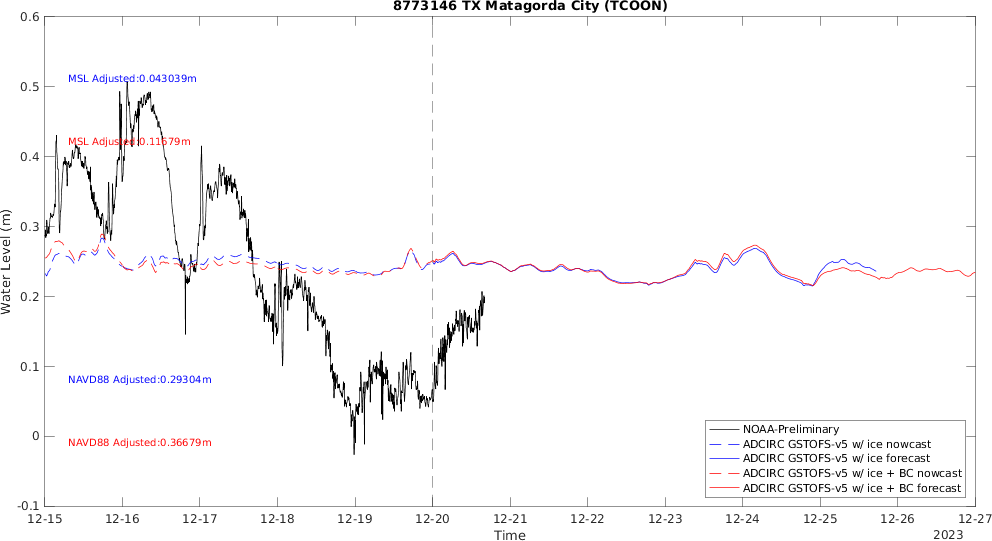 8773146 TX Matagorda City (TCOON)
Water Level (m)
0.6
0.5
0.4
0.3
0.2
0.1
0
-0.1
MSL Adjusted:0.043039m
MSL Adjusted:0.11679m
NAVD88 Adjusted:0.29304m
NAVD88 Adjusted:0.36679m
NOAA-Preliminary
ADCIRC GSTOFS-v5 w/ ice nowcast
ADCIRC GSTOFS-v5 w/ ice forecast
ADCIRC GSTOFS-v5 w/ ice + BC nowcast
ADCIRC GSTOFS-v5 w/ ice + BC forecast
12-15 12-16 12-17 12-18 12-19 12-20 12-21 12-22 12-23 12-24 12-25 12-26 12-27
Time
2023